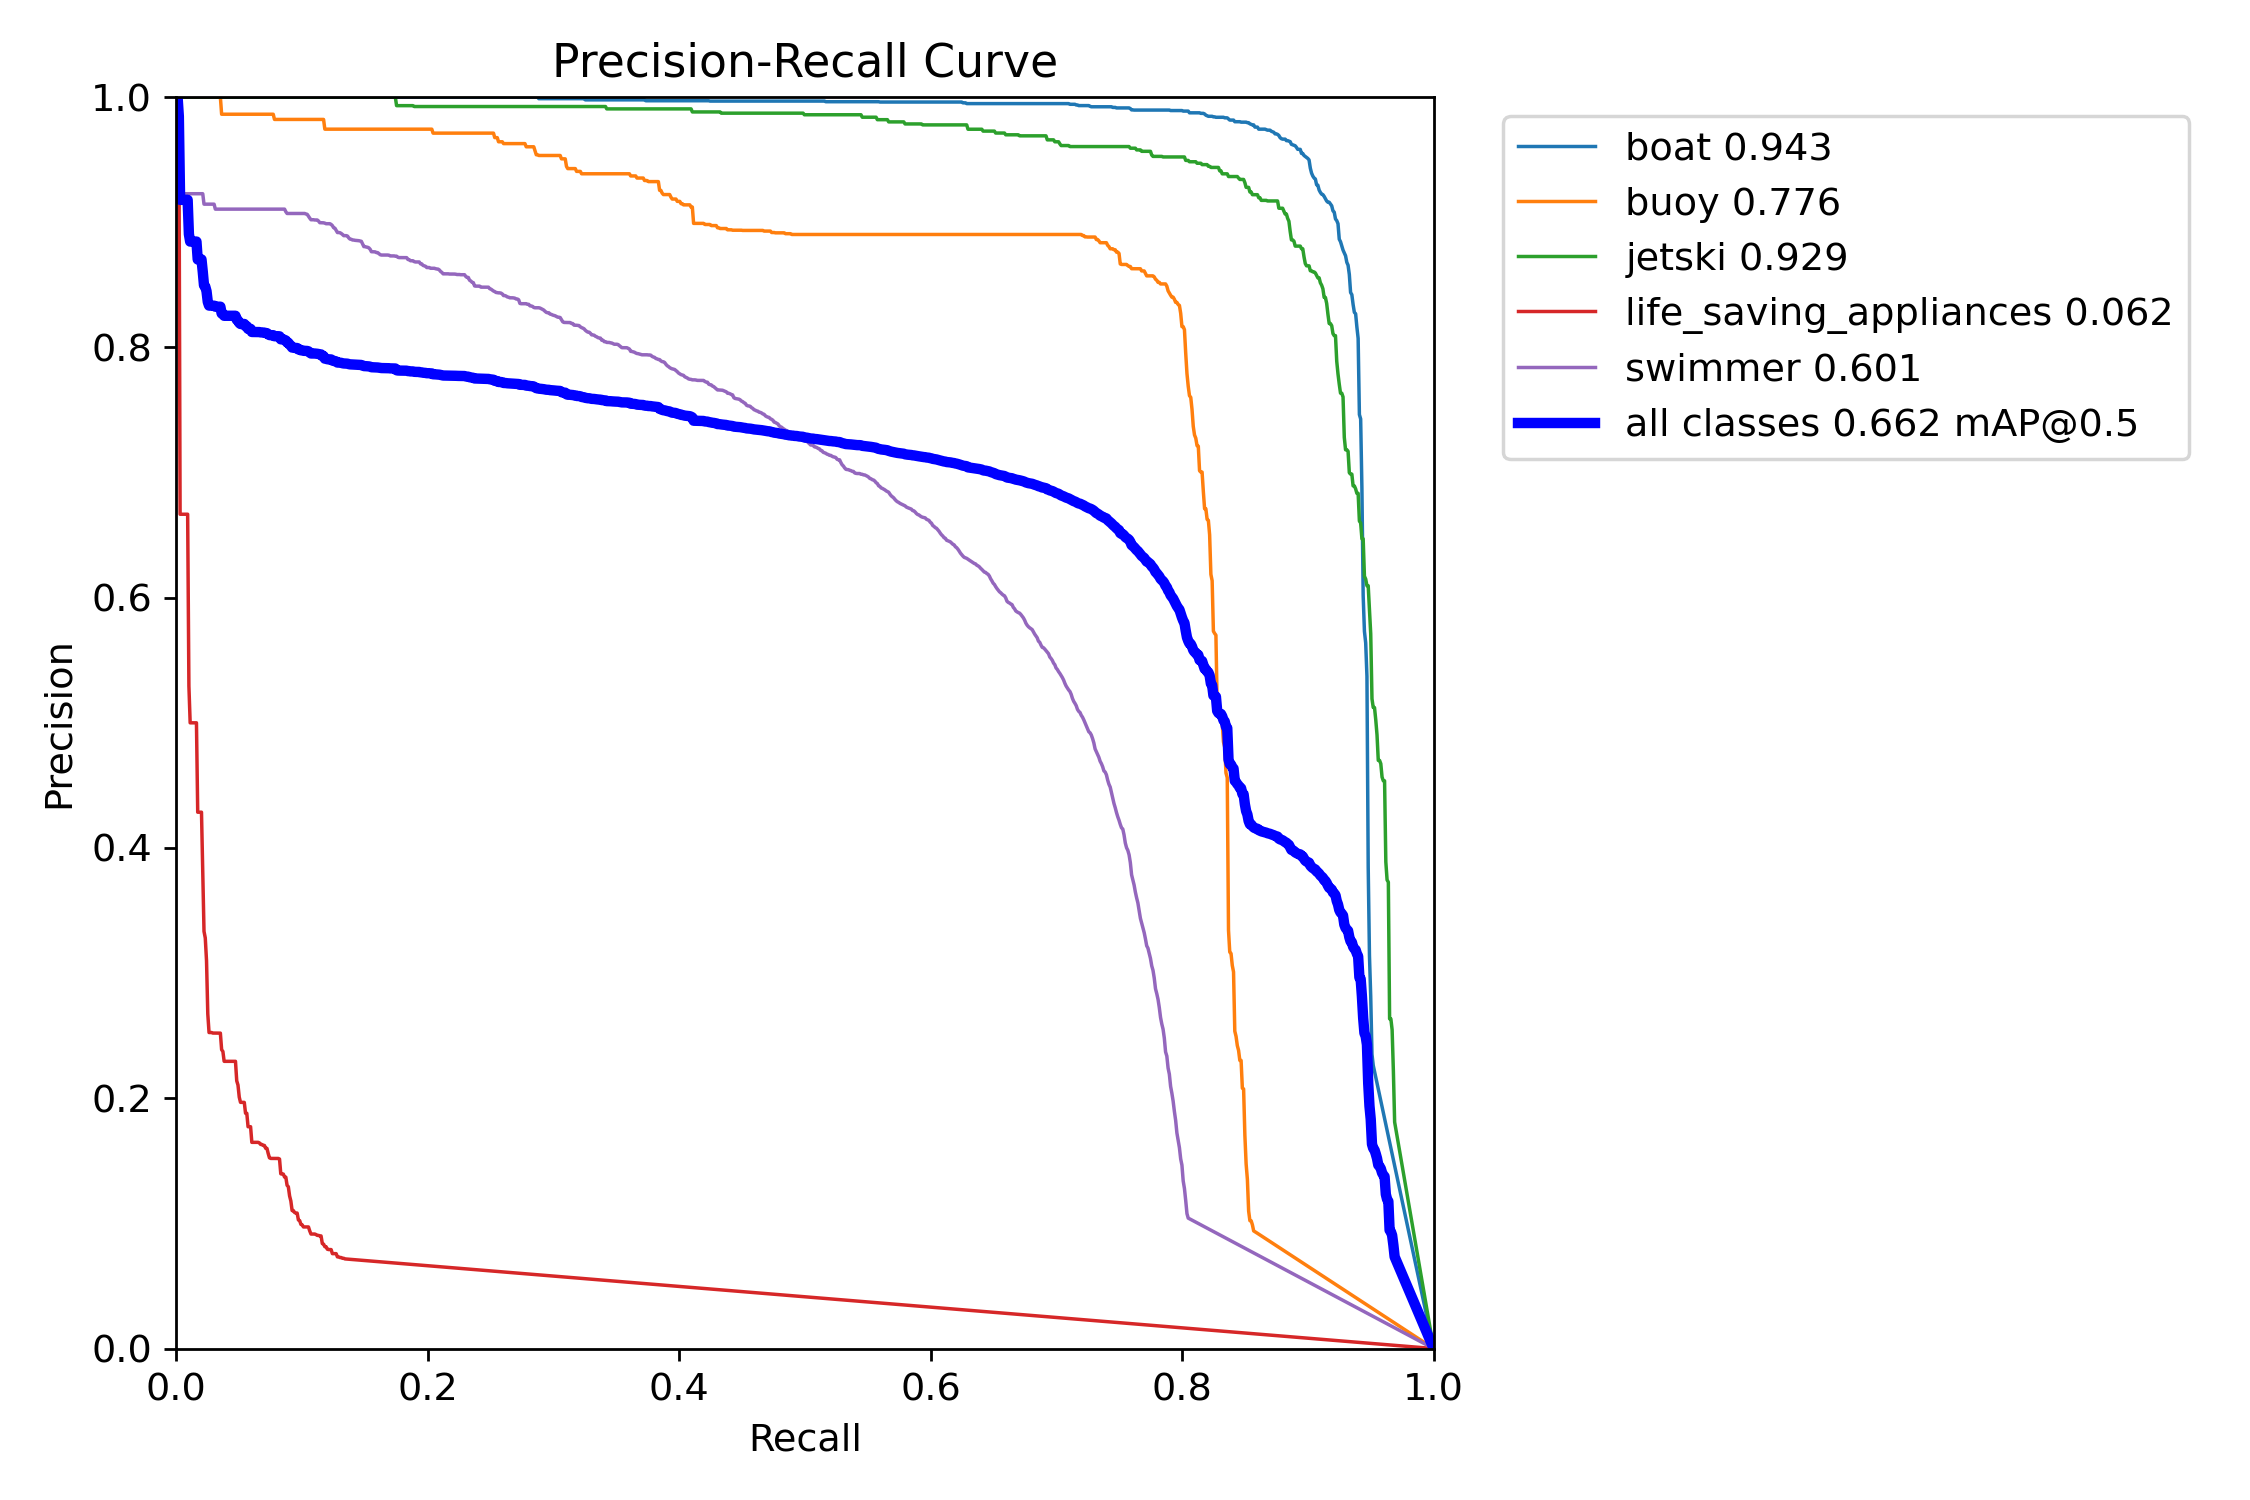 Precision-Recall Curve
1.0
0.8
0.6
0.4
0.2
0.0
Precision
0.0 0.2 0.4 0.6 0.8 1.0
Recall
boat 0.943
buoy 0.776
jetski 0.929
life_saving_appliances 0.062
swimmer 0.601
all classes 0.662 mAP@0.5